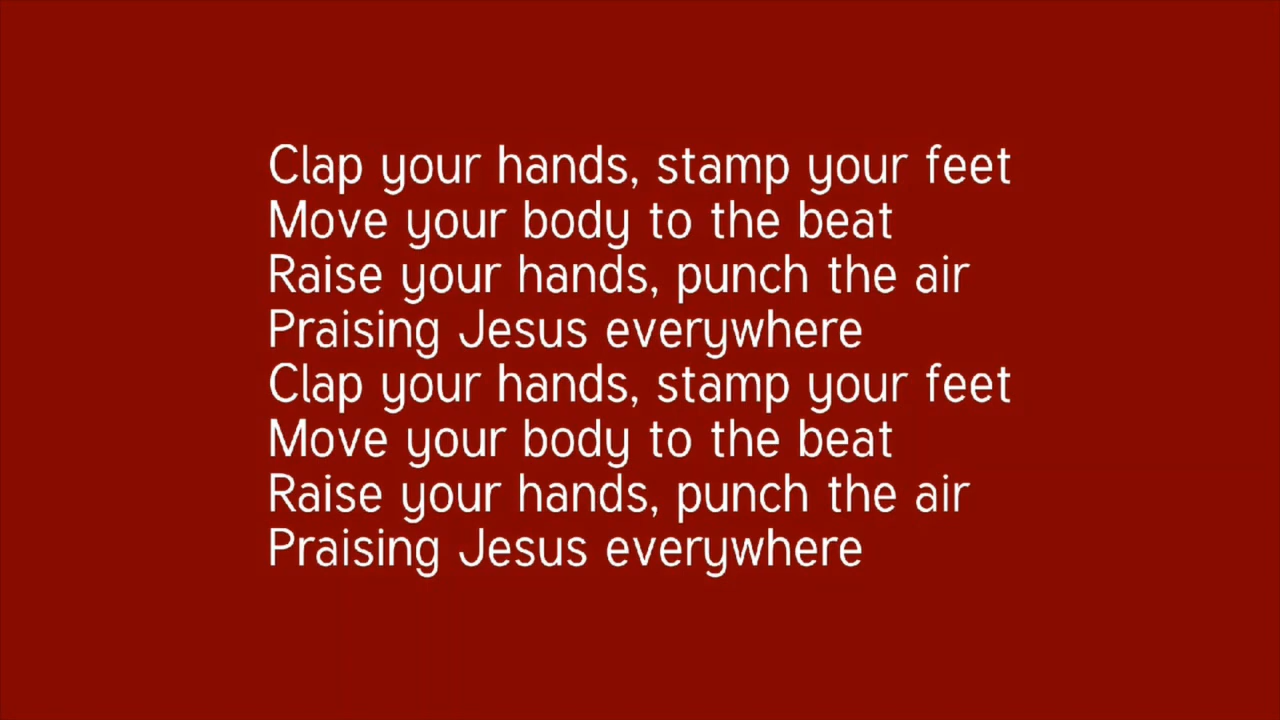 Clap your hands, stamp your feet
Move your body to the beat
Raise your hands, punch the air
Praising Jesus everywhere
Clap your hands, stamp your feet
Move your body to the beat
Raise your hands, punch the air
Praising Jesus everywhere